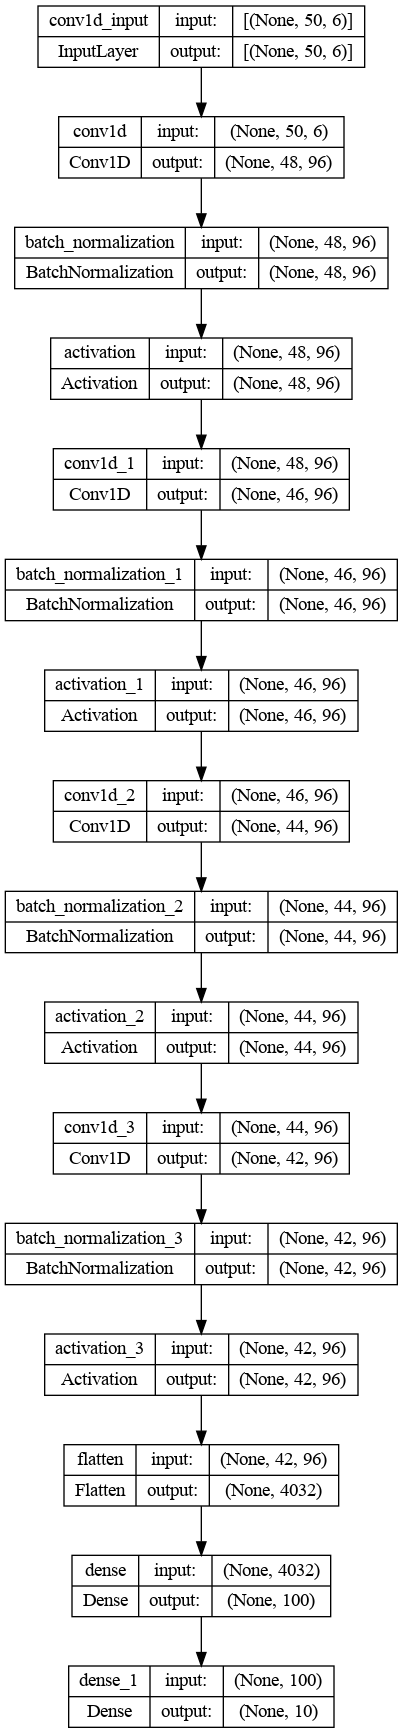 conv1d_input input: [(None, 50, 6)]
InputLayer output: [(None, 50, 6)]
conv1d input: (None, 50, 6)
Conv1D output: (None, 48, 96)
batch_normalization input: (None, 48, 96)
BatchNormalization output: (None, 48, 96)
activation input: (None, 48, 96)
Activation output: (None, 48, 96)
conv1d_1 input: (None, 48, 96)
Conv1D output: (None, 46, 96)
batch_normalization_1 input: (None, 46, 96)
BatchNormalization output: (None, 46, 96)
activation_1 input: (None, 46, 96)
Activation output: (None, 46, 96)
conv1d_2 input: (None, 46, 96)
Conv1D output: (None, 44, 96)
batch_normalization_2 input: (None, 44, 96)
BatchNormalization output: (None, 44, 96)
activation_2 input: (None, 44, 96)
Activation output: (None, 44, 96)
conv1d_3 input: (None, 44, 96)
Conv1D output: (None, 42, 96)
batch_normalization_3 input: (None, 42, 96)
BatchNormalization output: (None, 42, 96)
activation_3 input: (None, 42, 96)
Activation output: (None, 42, 96)
flatten input: (None, 42, 96)
Flatten output: (None, 4032)
dense input: (None, 4032)
Dense output: (None, 100)
dense_1 input: (None, 100)
Dense output: (None, 10)